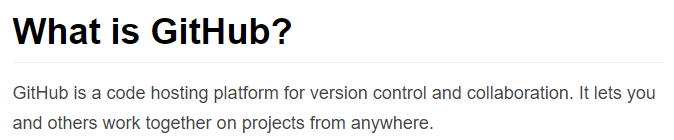 What is GitHub?
GitHub is a code hosting platform for version control and collaboration. It lets you
and others work together on projects from anywhere.